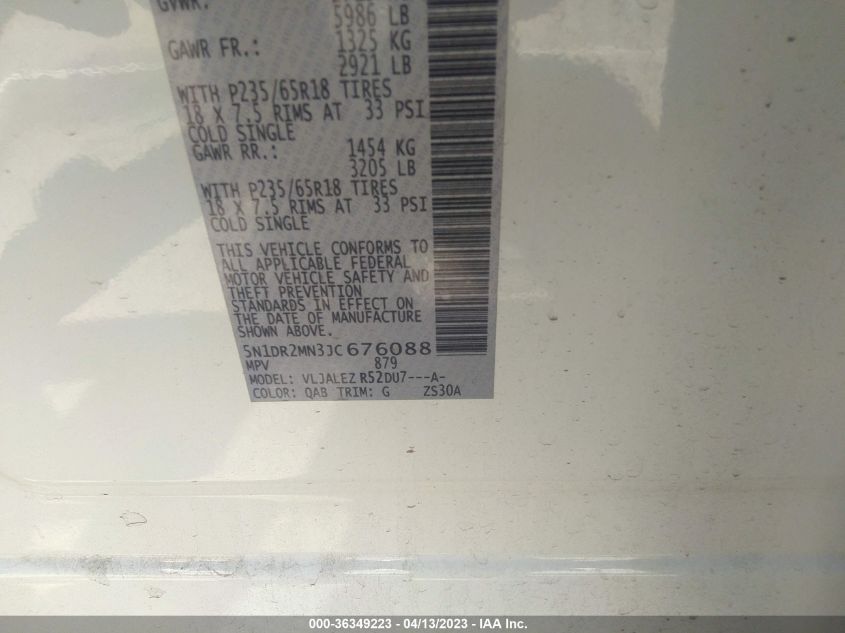 GVWR:
5986 LB
GAWR FR.: 1325 KG
2921 LB
WITH P235/65R18 TIRES
18 X 7.5 RIMS AT 33 PSI
COLD SINGLE
GAWR RR.: 1454 KG
3205 LB
WITH P235/65R18 TIRES
18 X 7.5 RIMS AT 33 PSI
COLD SINGLE
THIS VEHICLE CONFORMS TO
ALL APPLICABLE FEDERAL
MOTOR VEHICLE SAFETY AND
THEFT PREVENTION
STANDARDS IN EFFECT ON
THE DATE OF MANUFACTURE
SHOWN ABOVE.
5N1DR2MN3JC676088
MPV 879
MODEL: VLJALEZ R52DU7---A-
COLOR: QAB TRIM: G ZS30A
000-36349223 - 04/13/2023 - IAA Inc.